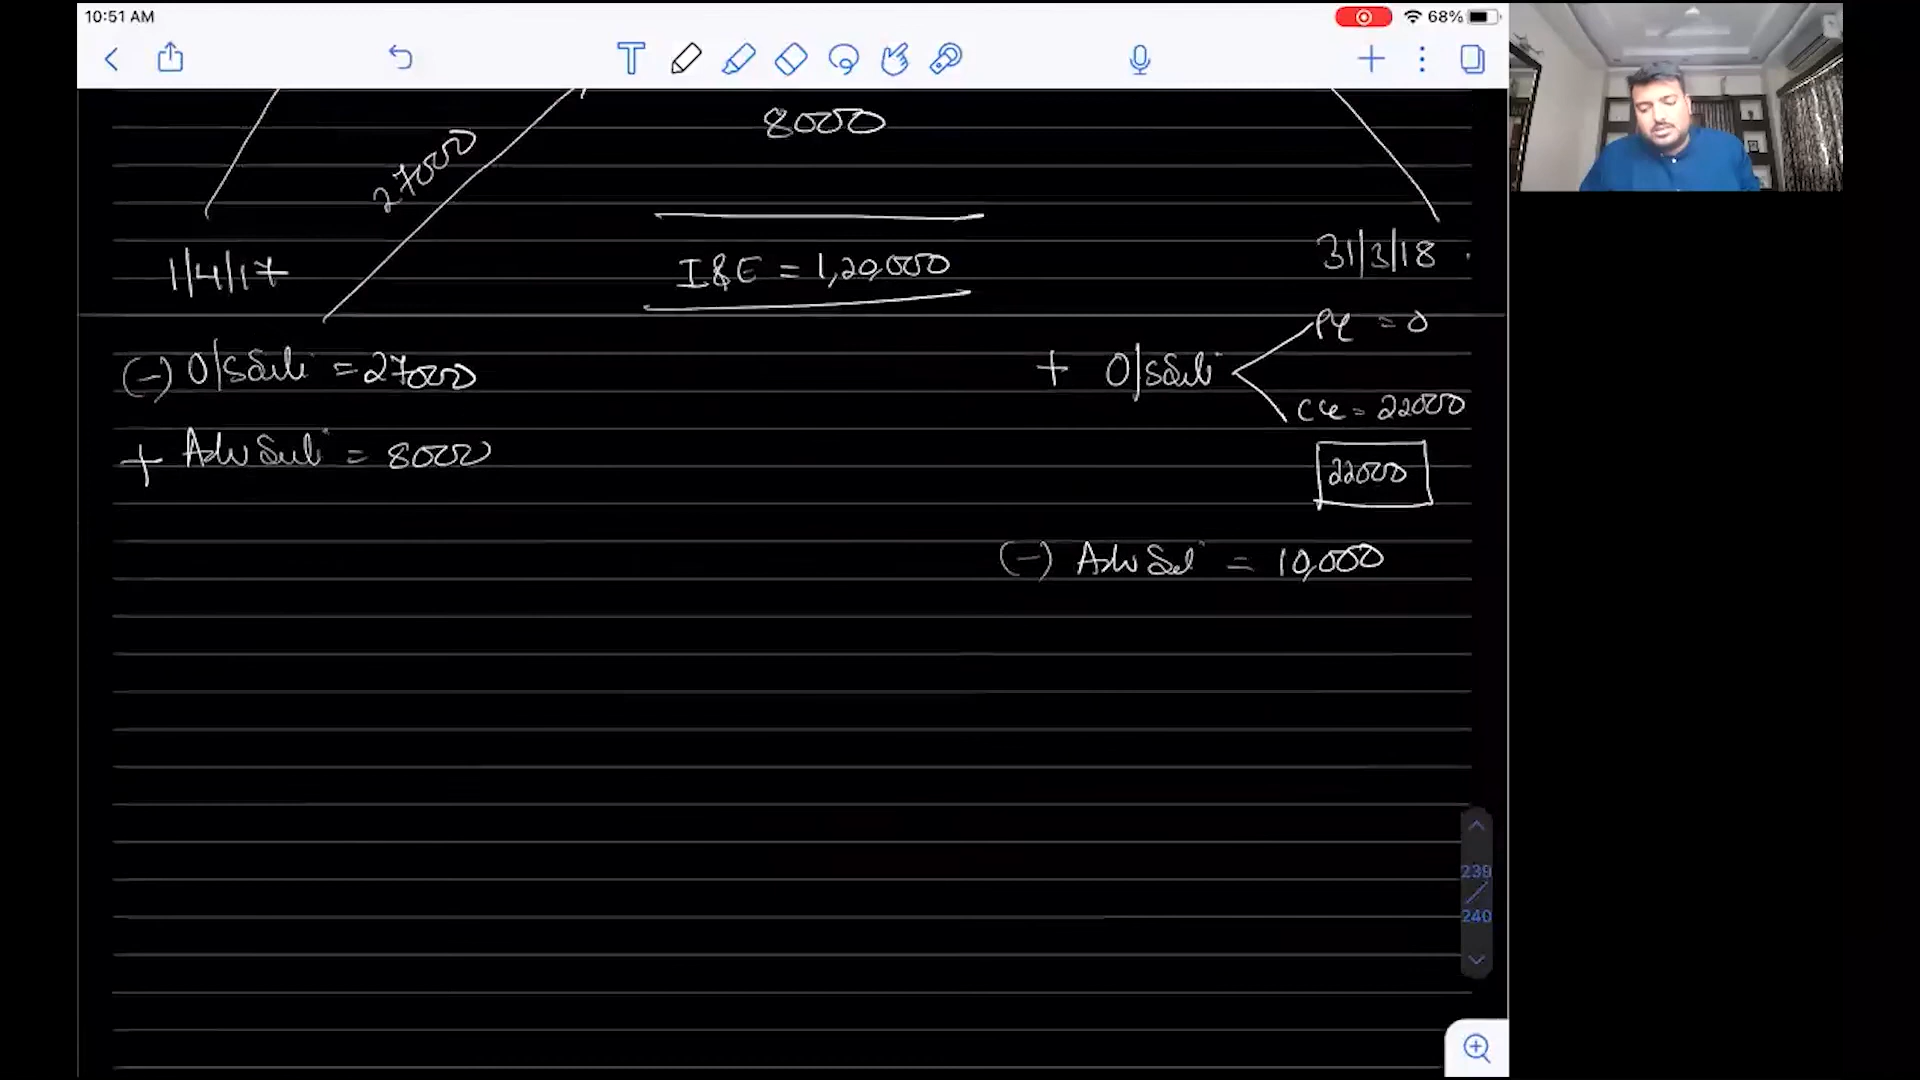 10:51 AM
68%
T
8000
27000
1/4/17
I&E = 1,20,000
31/3/18
PY = 0
(-) O/S Sub = 27000
+ O/S Sub
CY = 22000
+ Adv Sub = 8000
22000
(-) Adv Sub = 10,000
239
240